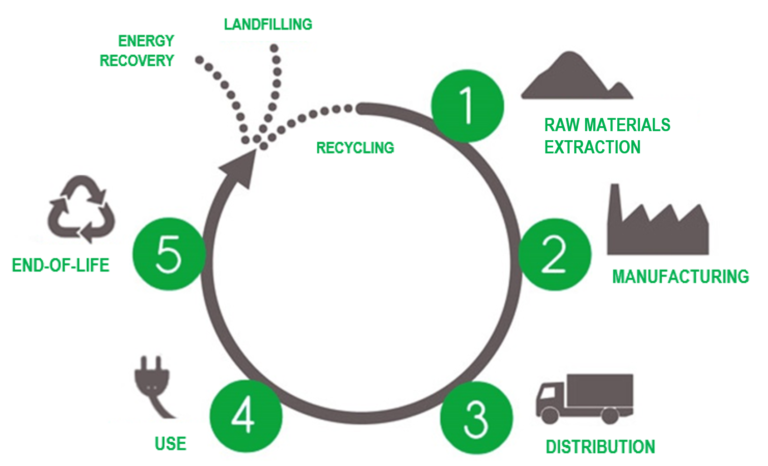 LANDFILLING
ENERGY
RECOVERY
1
RAW MATERIALS
EXTRACTION
RECYCLING
2
MANUFACTURING
5
END-OF-LIFE
4
USE
3
DISTRIBUTION